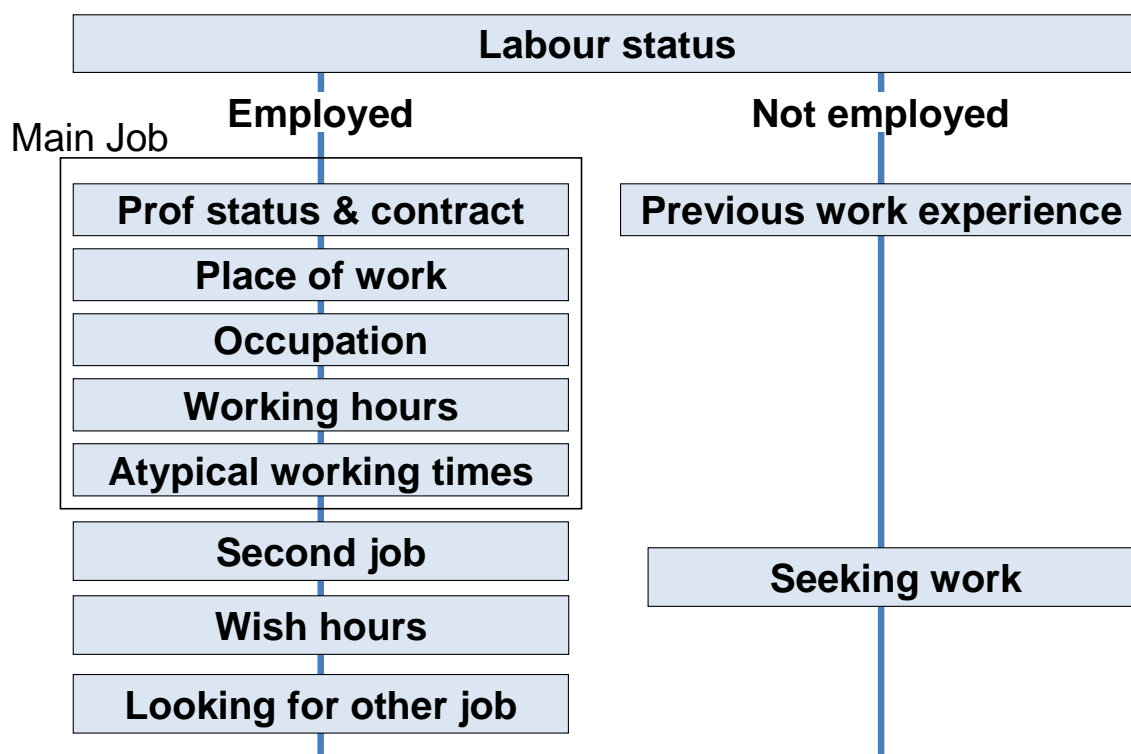 Labour status
Employed
Not employed
Main Job
Prof status & contract
Previous work experience
Place of work
Occupation
Working hours
Atypical working times
Second job
Seeking work
Wish hours
Looking for other job